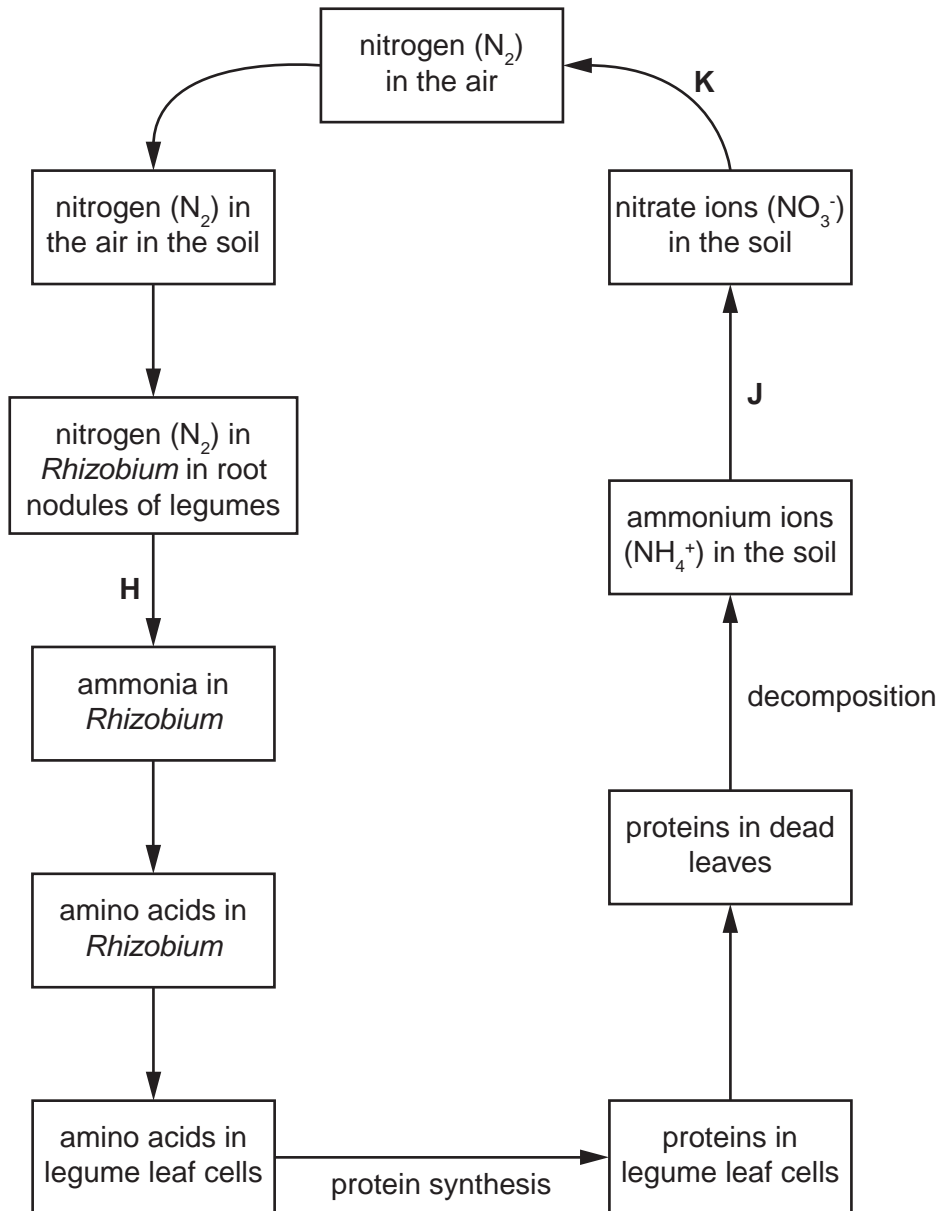 nitrogen (N₂)
in the air
K
nitrogen (N₂) in
the air in the soil
nitrate ions (NO₃⁻)
in the soil
J
nitrogen (N₂) in
Rhizobium in root
nodules of legumes
ammonium ions
(NH₄⁺) in the soil
H
ammonia in
Rhizobium
decomposition
proteins in dead
leaves
amino acids in
Rhizobium
amino acids in
legume leaf cells
protein synthesis
proteins in
legume leaf cells